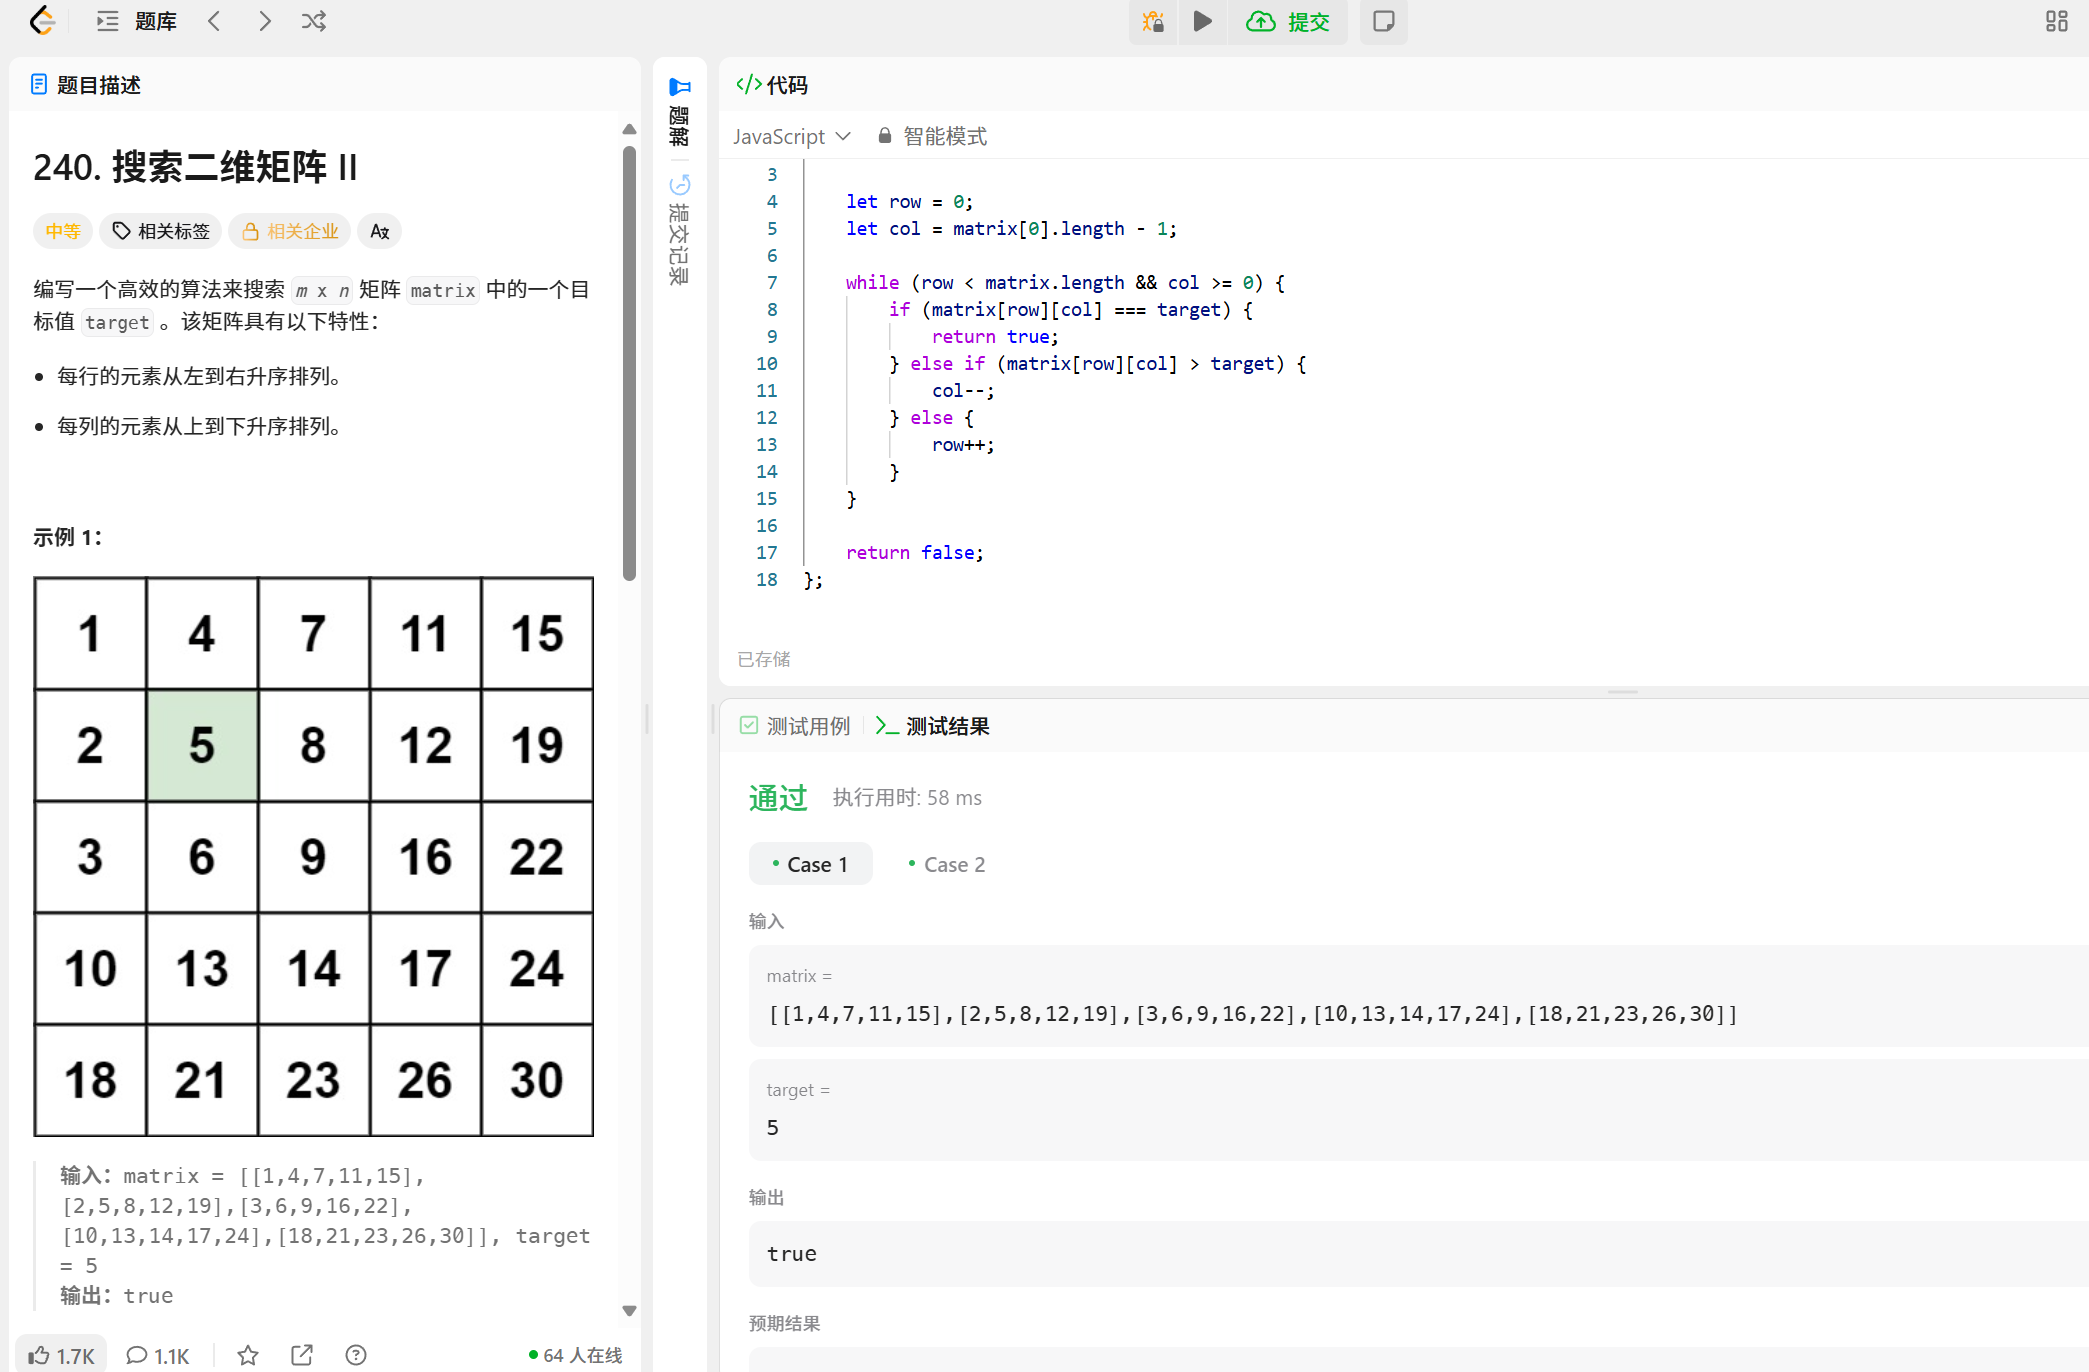 题库
提交
题目描述
240. 搜索二维矩阵 II
中等 相关标签 相关企业
编写一个高效的算法来搜索 m x n 矩阵 matrix 中的一个目
标值 target 。该矩阵具有以下特性：
每行的元素从左到右升序排列。
每列的元素从上到下升序排列。
示例 1：
1 4 7 11 15
2 5 8 12 19
3 6 9 16 22
10 13 14 17 24
18 21 23 26 30
输入：matrix = [[1,4,7,11,15],
[2,5,8,12,19],[3,6,9,16,22],
[10,13,14,17,24],[18,21,23,26,30]], target
= 5
输出：true
1.7K 1.1K 64 人在线
题解
提交记录
代码
JavaScript 智能模式
3
4 let row = 0;
5 let col = matrix[0].length - 1;
6
7 while (row < matrix.length && col >= 0) {
8 if (matrix[row][col] === target) {
9 return true;
10 } else if (matrix[row][col] > target) {
11 col--;
12 } else {
13 row++;
14 }
15 }
16
17 return false;
18 };
已存储
测试用例 测试结果
通过 执行用时: 58 ms
Case 1 Case 2
输入
matrix =
[[1,4,7,11,15],[2,5,8,12,19],[3,6,9,16,22],[10,13,14,17,24],[18,21,23,26,30]]
target =
5
输出
true
预期结果